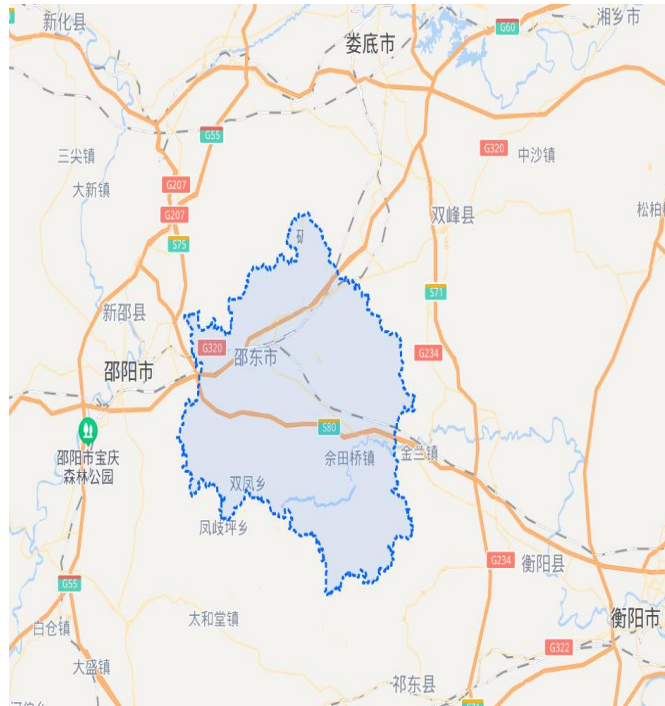 新化县
湘乡市
G60
娄底市
G55
G320
中沙镇
三尖镇
G207
大新镇
G207
松柏
双峰县
矿
S75
S71
新邵县
G320
G234
邵东市
邵阳市
S80
邵阳市宝庆
森林公园
佘田桥镇
金兰镇
双凤乡
凤歧坪乡
G234
衡阳县
G55
太和堂镇
衡阳市
白仓镇
G322
大盛镇
祁东县